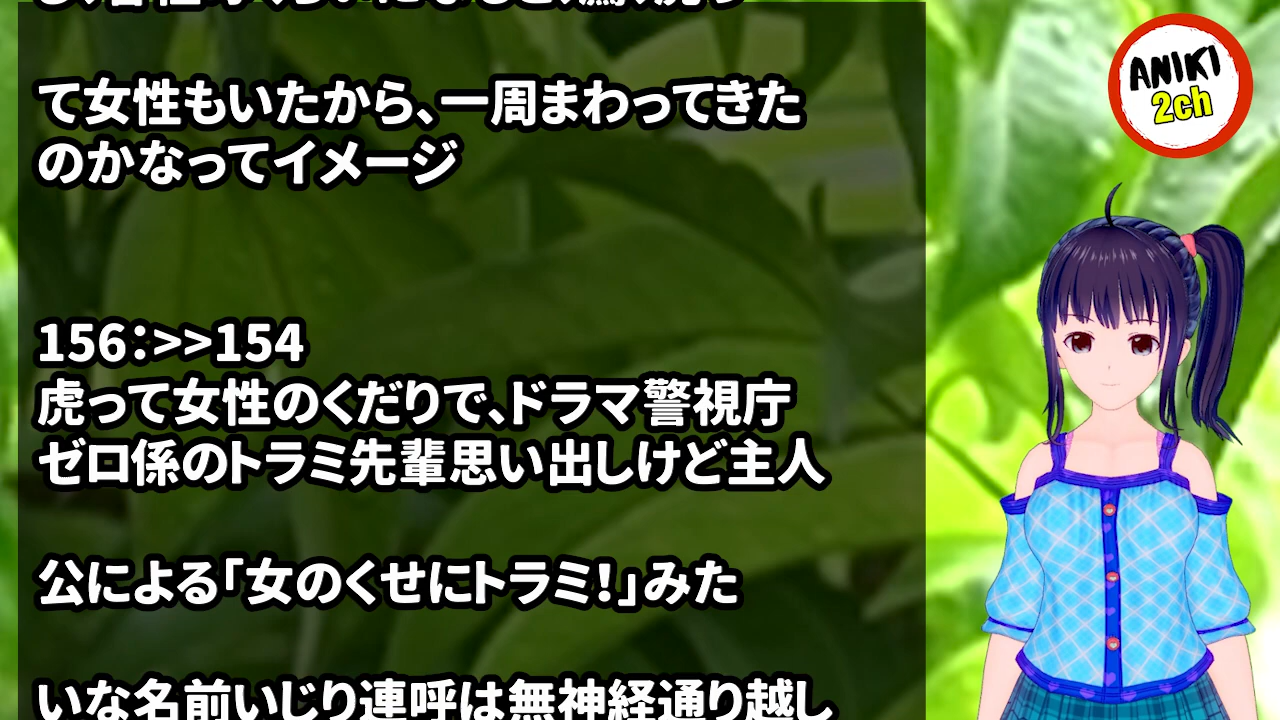 て女性もいたから、一周まわってきた
のかなってイメージ
156：>>154
虎って女性のくだりで、ドラマ警視庁
ゼロ係のトラミ先輩思い出しけど主人
公による「女のくせにトラミ！」みた
いな名前いじり連呼は無神経通り越し
ANIKI
2ch